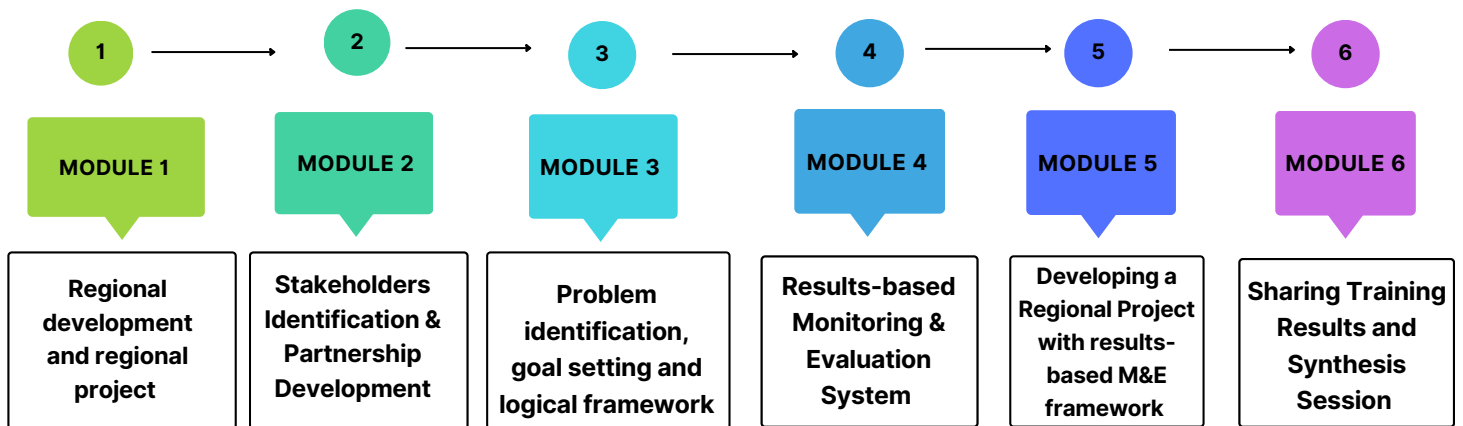 1
2
3
4
5
6
MODULE 1
MODULE 2
MODULE 3
MODULE 4
MODULE 5
MODULE 6
Regional
development
and regional
project
Stakeholders
Identification &
Partnership
Development
Problem
identification,
goal setting and
logical framework
Results-based
Monitoring &
Evaluation
System
Developing a
Regional Project
with results-
based M&E
framework
Sharing Training
Results and
Synthesis
Session